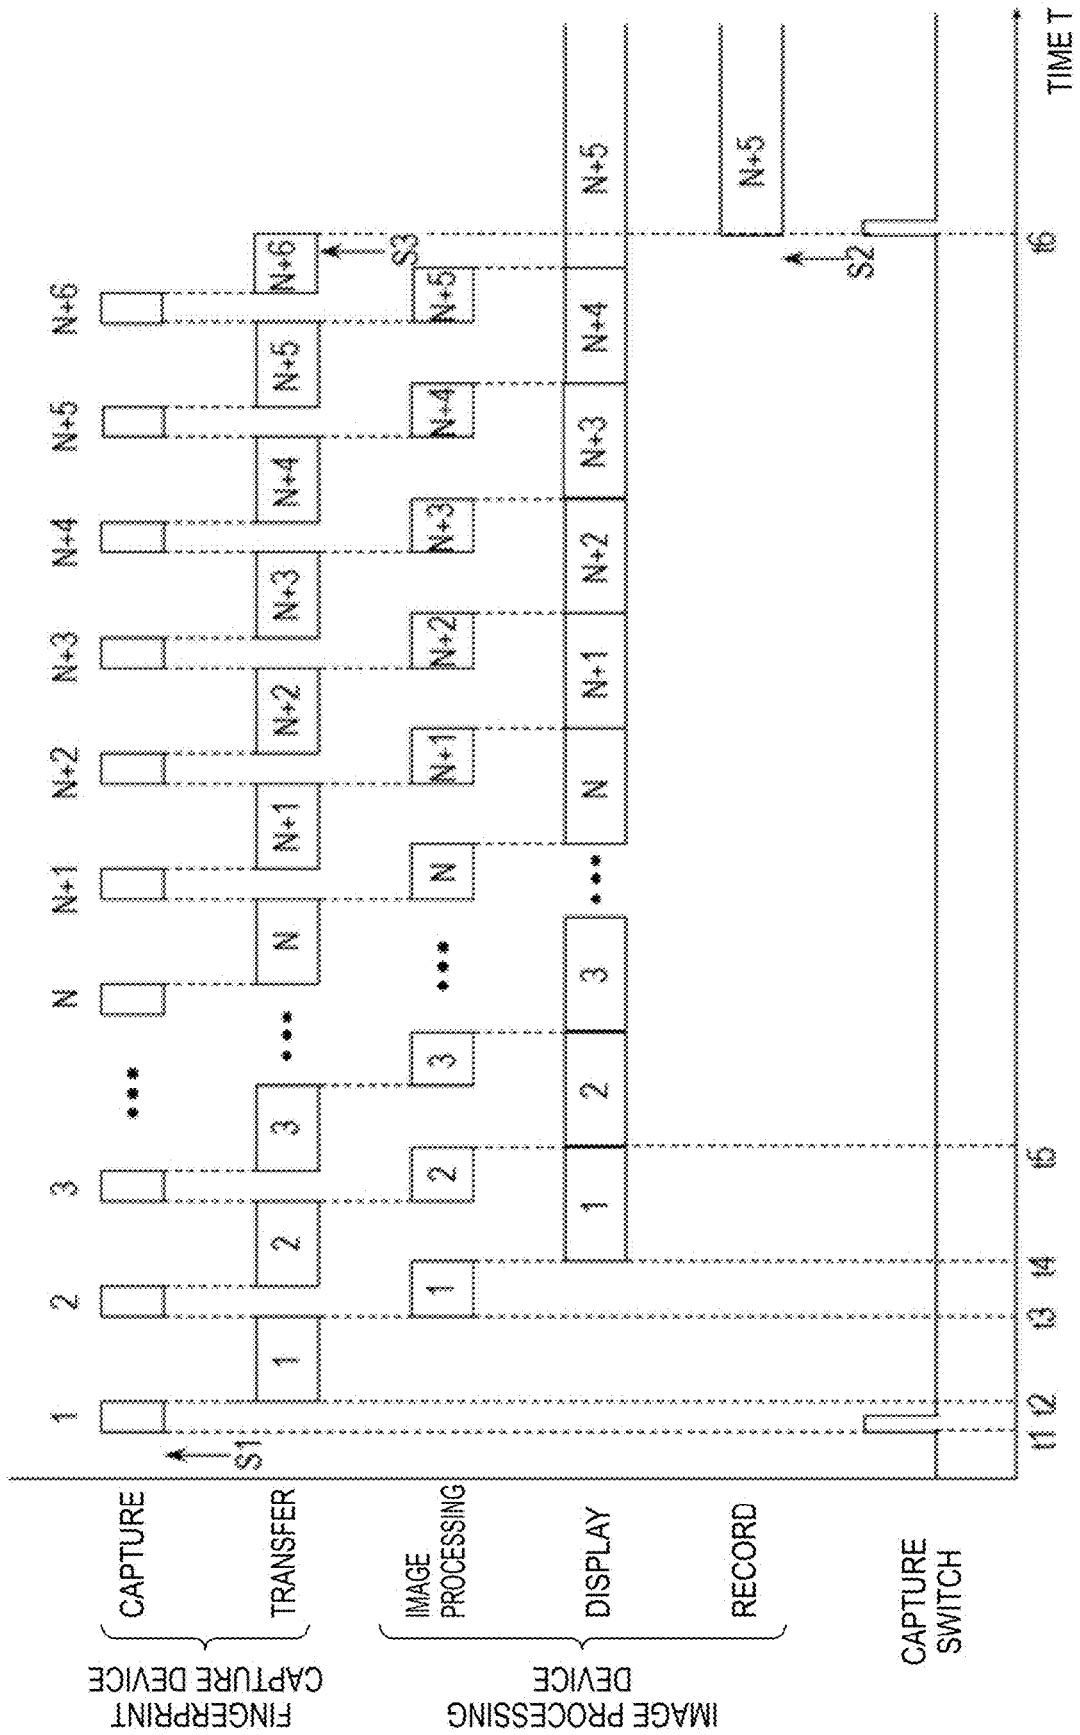 1 2 3 N N+1 N+2 N+3 N+4 N+5 N+6
FINGERPRINT
CAPTURE DEVICE
CAPTURE
S1
TRANSFER
1 2 3 N N+1 N+2 N+3 N+4 N+5 N+6
S3
IMAGE PROCESSING
DEVICE
IMAGE
PROCESSING
1 2 3 N N+1 N+2 N+3 N+4 N+5
DISPLAY
1 2 3 N N+1 N+2 N+3 N+4 N+5
RECORD
N+5
S2
CAPTURE
SWITCH
t1 t2 t3 t4 t5 t6
TIME T